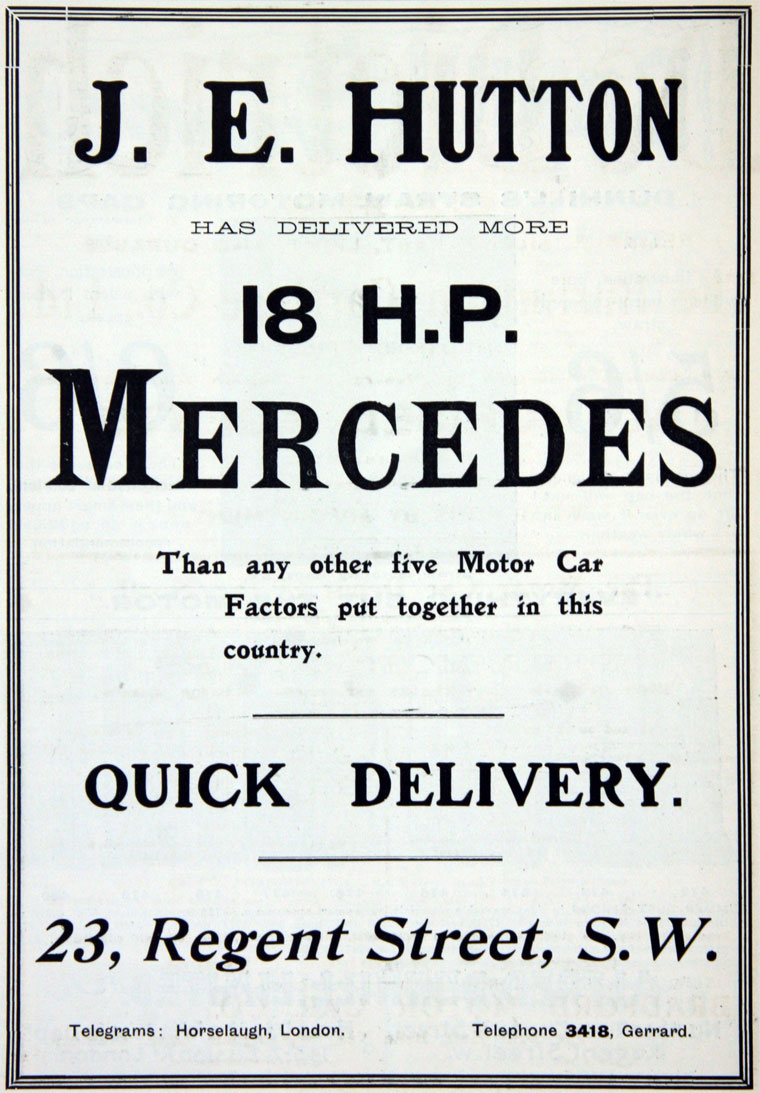 J. E. HUTTON
HAS DELIVERED MORE
18 H.P.
MERCEDES
Than any other five Motor Car
Factors put together in this
country.
QUICK DELIVERY.
23, Regent Street, S.W.
Telegrams: Horselaugh, London. Telephone 3418, Gerrard.